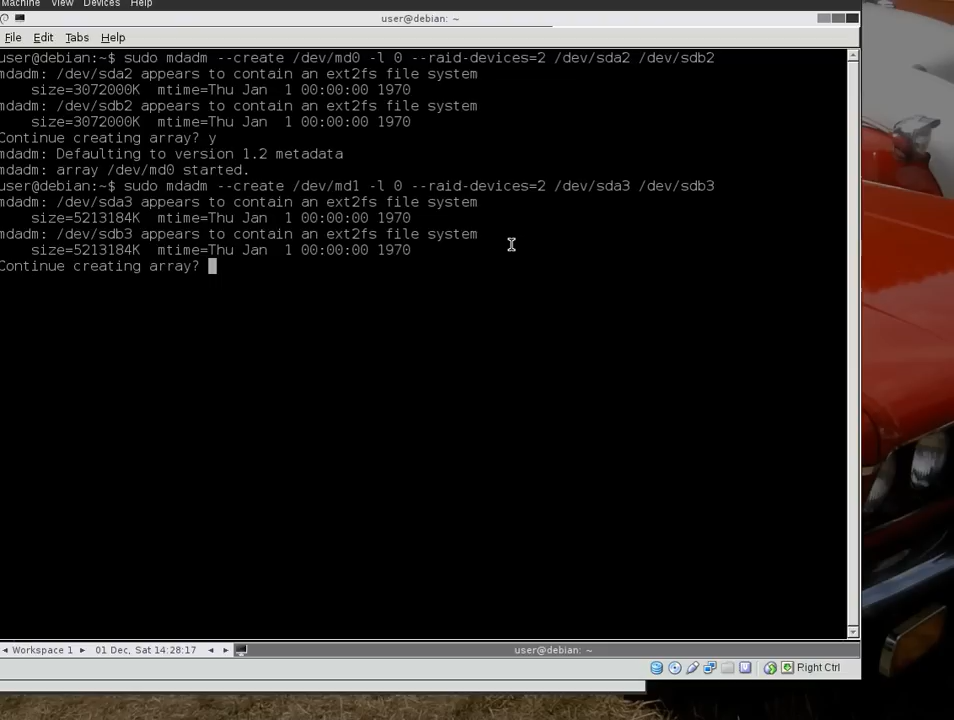 Machine View Devices Help
user@debian: ~
File Edit Tabs Help
user@debian:~$ sudo mdadm --create /dev/md0 -l 0 --raid-devices=2 /dev/sda2 /dev/sdb2
mdadm: /dev/sda2 appears to contain an ext2fs file system
size=3072000K mtime=Thu Jan 1 00:00:00 1970
mdadm: /dev/sdb2 appears to contain an ext2fs file system
size=3072000K mtime=Thu Jan 1 00:00:00 1970
Continue creating array? y
mdadm: Defaulting to version 1.2 metadata
mdadm: array /dev/md0 started.
user@debian:~$ sudo mdadm --create /dev/md1 -l 0 --raid-devices=2 /dev/sda3 /dev/sdb3
mdadm: /dev/sda3 appears to contain an ext2fs file system
size=5213184K mtime=Thu Jan 1 00:00:00 1970
mdadm: /dev/sdb3 appears to contain an ext2fs file system
size=5213184K mtime=Thu Jan 1 00:00:00 1970
Continue creating array?
Workspace 1 01 Dec, Sat 14:28:17 user@debian: ~
Right Ctrl